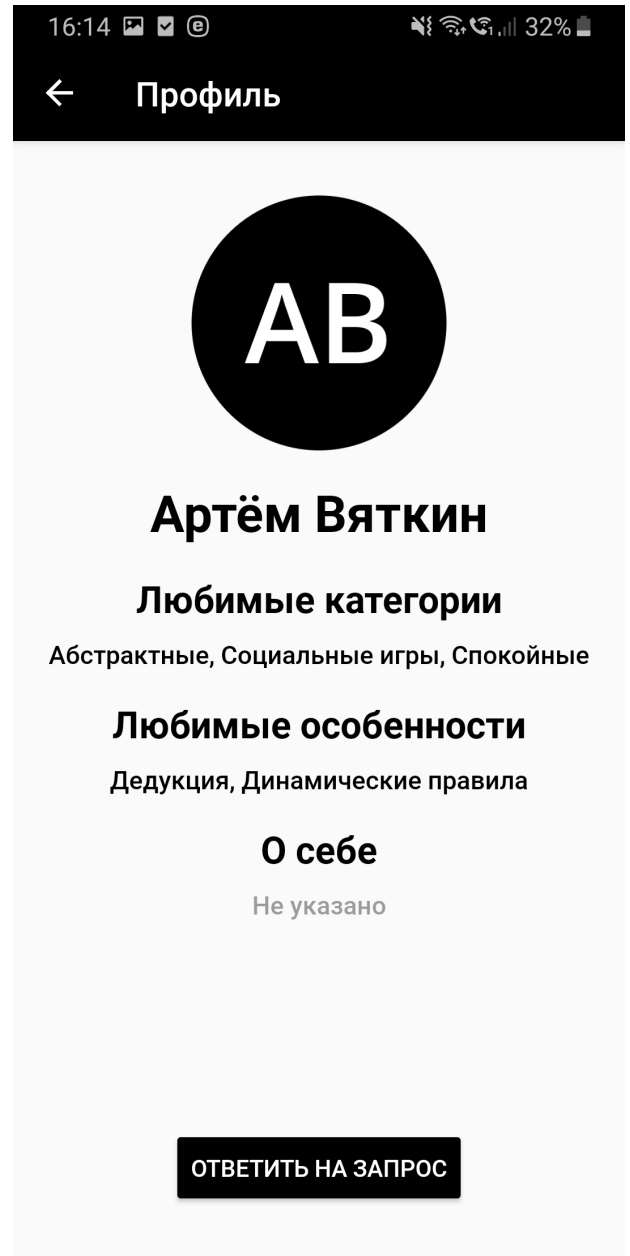 16:14
32%
Профиль
АВ
Артём Вяткин
Любимые категории
Абстрактные, Социальные игры, Спокойные
Любимые особенности
Дедукция, Динамические правила
О себе
Не указано
ОТВЕТИТЬ НА ЗАПРОС